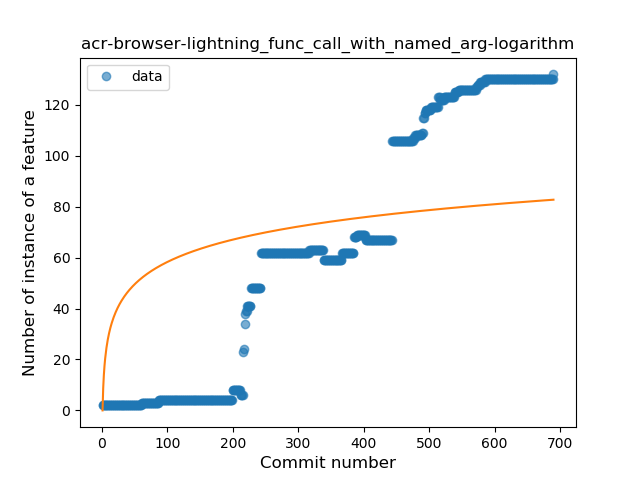 acr-browser-lightning_func_call_with_named_arg-logarithm
data
Number of instance of a feature
120
100
80
60
40
20
0
0 100 200 300 400 500 600 700
Commit number